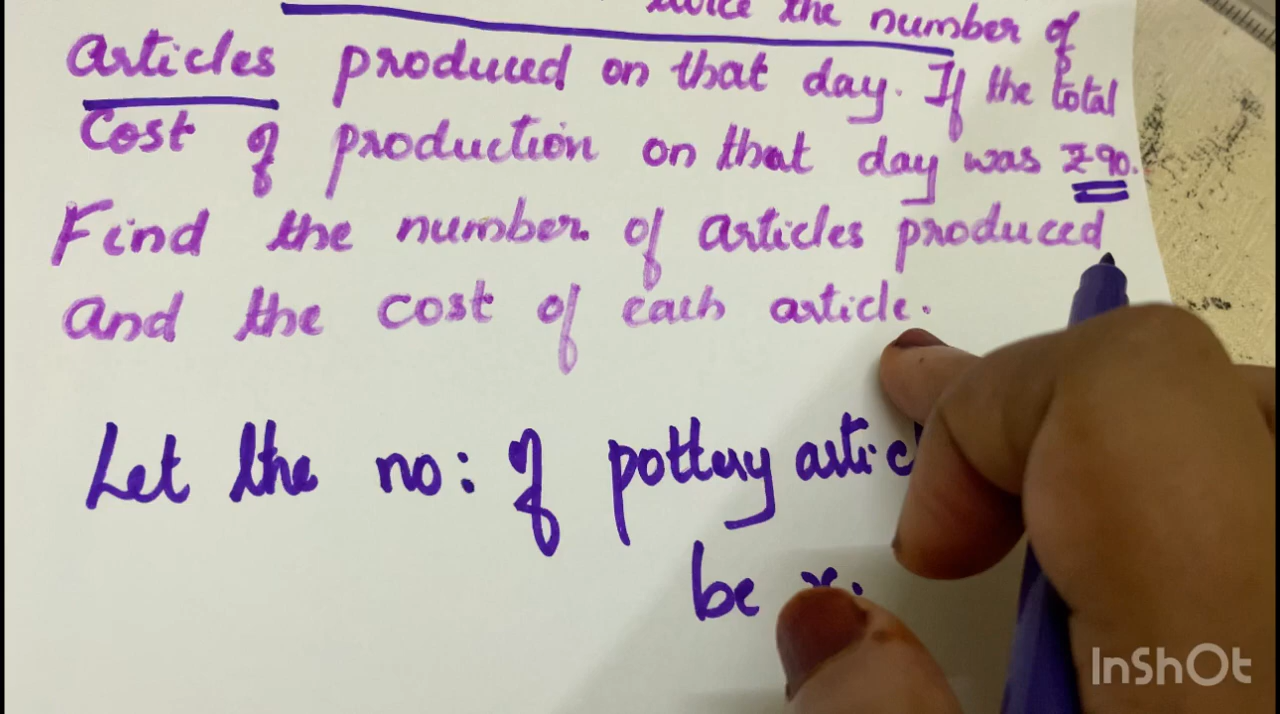 twice the number of
articles produced on that day. If the total
Cost of production on that day was ₹90.
Find the number of articles produced
and the cost of each article.
Let the no: of pottery
be x.
InShOt